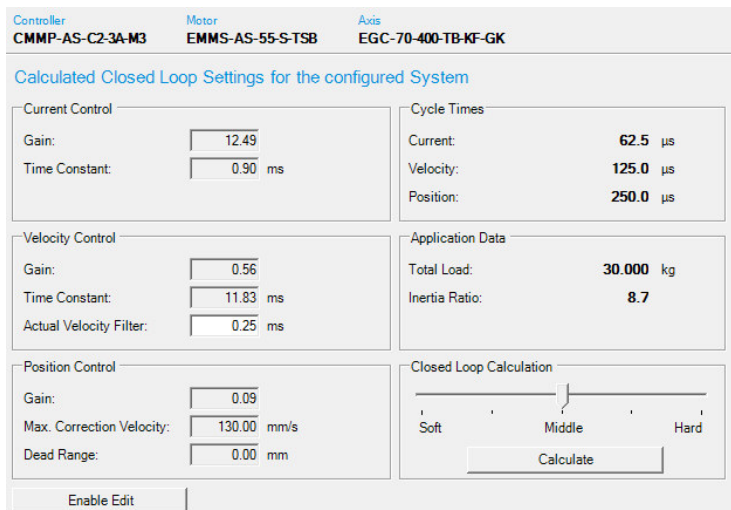 Controller Motor Axis
CMMP-AS-C2-3A-M3 EMMS-AS-55-S-TSB EGC-70-400-TB-KF-GK
Calculated Closed Loop Settings for the configured System
Current Control
Gain: 12.49
Time Constant: 0.90 ms
Cycle Times
Current: 62.5 µs
Velocity: 125.0 µs
Position: 250.0 µs
Velocity Control
Gain: 0.56
Time Constant: 11.83 ms
Actual Velocity Filter: 0.25 ms
Application Data
Total Load: 30.000 kg
Inertia Ratio: 8.7
Position Control
Gain: 0.09
Max. Correction Velocity: 130.00 mm/s
Dead Range: 0.00 mm
Closed Loop Calculation
Soft Middle Hard
Calculate
Enable Edit